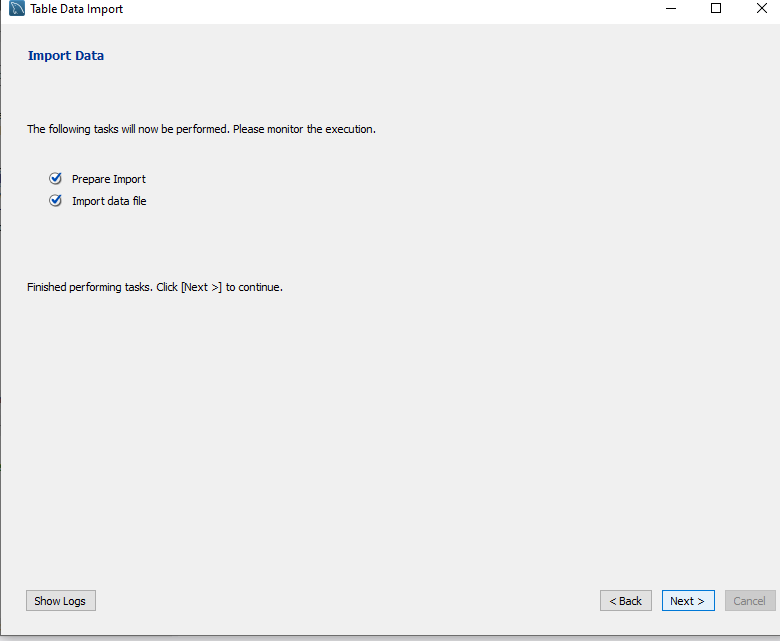 Table Data Import
Import Data
The following tasks will now be performed. Please monitor the execution.
Prepare Import
Import data file
Finished performing tasks. Click [Next >] to continue.
Show Logs
< Back
Next >
Cancel